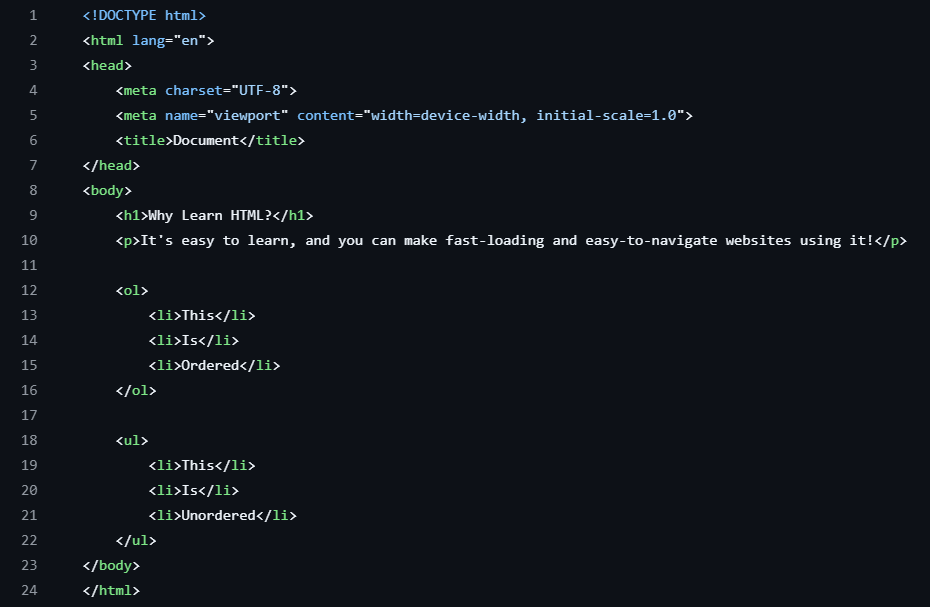 1 <!DOCTYPE html>
2 <html lang="en">
3 <head>
4     <meta charset="UTF-8">
5     <meta name="viewport" content="width=device-width, initial-scale=1.0">
6     <title>Document</title>
7 </head>
8 <body>
9     <h1>Why Learn HTML?</h1>
10     <p>It's easy to learn, and you can make fast-loading and easy-to-navigate websites using it!</p>
11
12     <ol>
13         <li>This</li>
14         <li>Is</li>
15         <li>Ordered</li>
16     </ol>
17
18     <ul>
19         <li>This</li>
20         <li>Is</li>
21         <li>Unordered</li>
22     </ul>
23 </body>
24 </html>